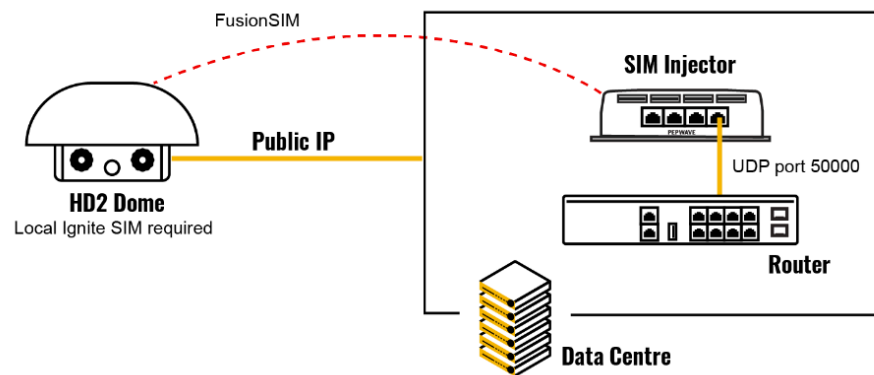 FusionSIM
SIM Injector
PEPWAVE
Public IP
UDP port 50000
HD2 Dome
Local Ignite SIM required
Router
Data Centre